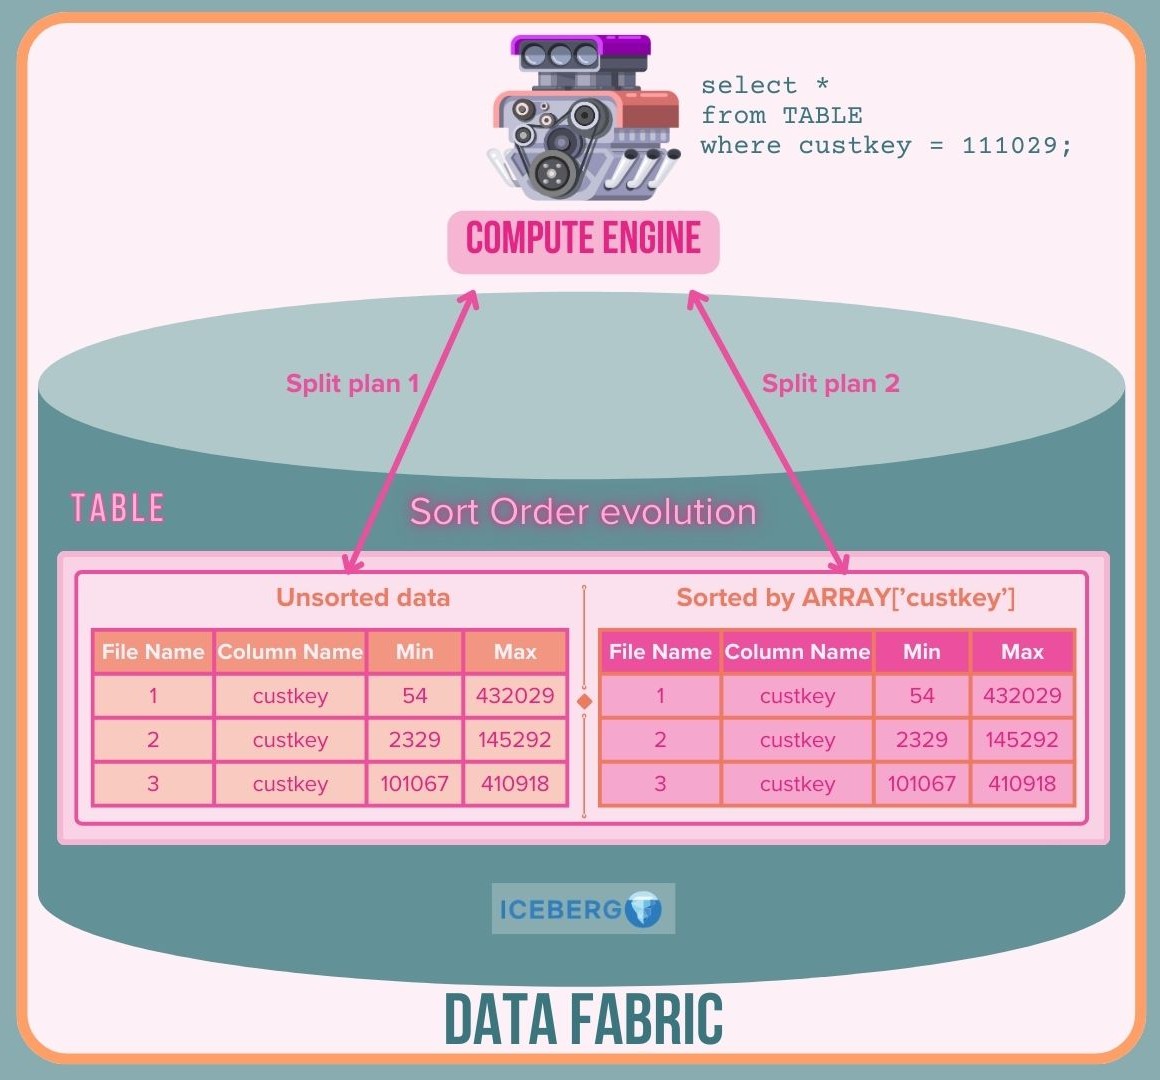 select *
from TABLE
where custkey = 111029;
COMPUTE ENGINE
Split plan 1
Split plan 2
TABLE
Sort Order evolution
Unsorted data
File Name Column Name Min Max
1 custkey 54 432029
2 custkey 2329 145292
3 custkey 101067 410918
Sorted by ARRAY[’custkey’]
File Name Column Name Min Max
1 custkey 54 432029
2 custkey 2329 145292
3 custkey 101067 410918
ICEBERG
DATA FABRIC